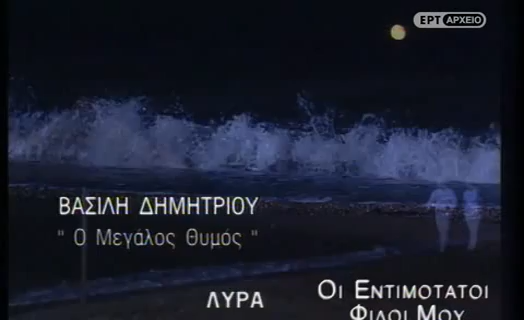 ΕΡΤ ΑΡΧΕΙΟ
ΒΑΣΙΛΗ ΔΗΜΗΤΡΙΟΥ
" Ο Μεγάλος Θυμός "
ΛΥΡΑ
Οι Εντιμοτατοι
Φιλοι Μου